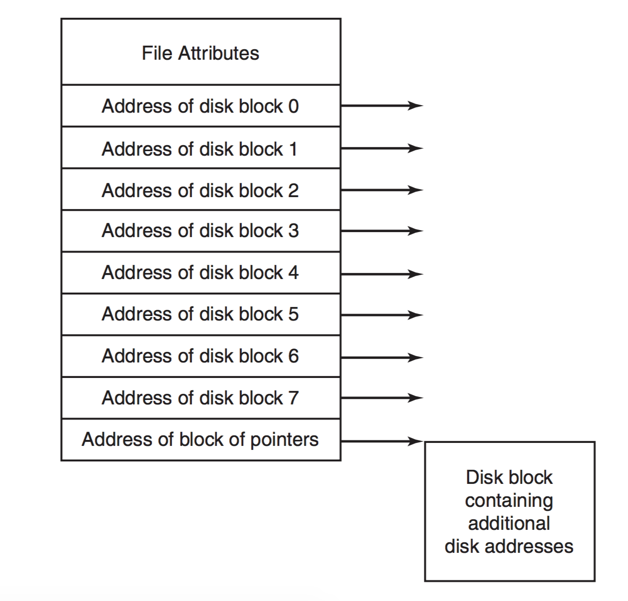 File Attributes
Address of disk block 0
Address of disk block 1
Address of disk block 2
Address of disk block 3
Address of disk block 4
Address of disk block 5
Address of disk block 6
Address of disk block 7
Address of block of pointers
Disk block
containing
additional
disk addresses